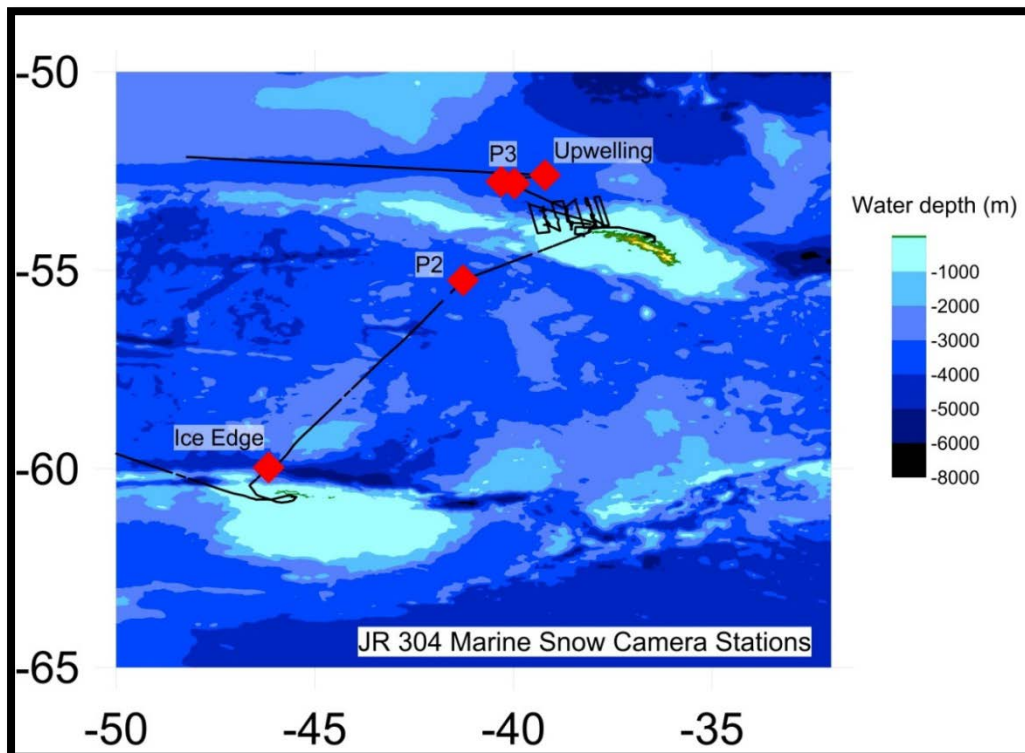 -50
-55
-60
-65
-50
-45
-40
-35
P3
Upwelling
P2
Ice Edge
JR 304 Marine Snow Camera Stations
Water depth (m)
-1000
-2000
-3000
-4000
-5000
-6000
-8000